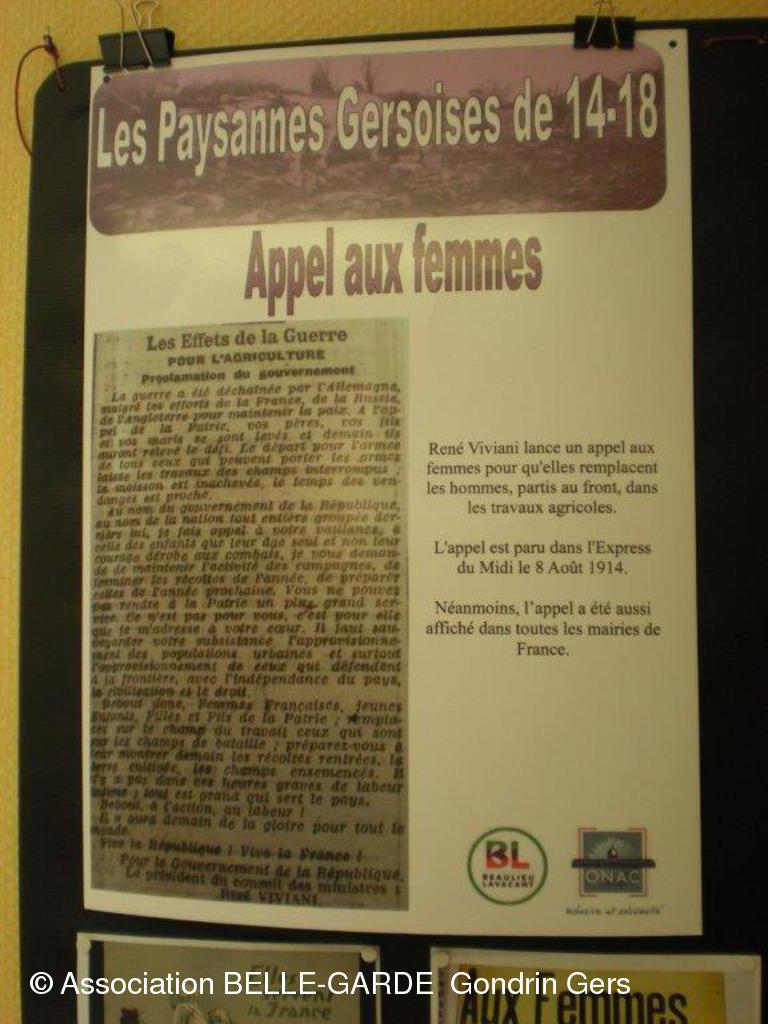 Les Paysannes Gersoises de 14-18
Appel aux femmes
Les Effets de la Guerre
POUR L'AGRICULTURE
Proclamation du gouvernement
La guerre a été déchaînée par l'Allemagne,
malgré les efforts de la France, de la Russie,
de l'Angleterre pour maintenir la paix. A l'ap-
pel de la Patrie, vos pères, vos fils
et vos maris se sont levés et demain ils
auront relevé le défi. Le départ pour l'armée
de tous ceux qui peuvent porter les armes
laisse les travaux des champs interrompus ;
la moisson est inachevée, le temps des ven-
danges est proche.
Au nom du gouvernement de la République,
au nom de la nation tout entière groupée der-
rière lui, je fais appel à votre vaillance, à
celle des enfants que leur âge seul et non leur
courage dérobe aux combats, je vous deman-
de de maintenir l'activité des campagnes, de
terminer les récoltes de l'année, de préparer
celles de l'année prochaine. Vous ne pouvez
pas rendre à la Patrie un plus grand ser-
vice. Ce n'est pas pour vous, c'est pour elle
que je m'adresse à votre cœur. Il faut sau-
vegarder votre subsistance, l'approvisionne-
ment des populations urbaines et surtout
l'approvisionnement de ceux qui défendent
à la frontière, avec l'indépendance du pays,
la civilisation et le droit.
Debout donc, Femmes Françaises, jeunes
Enfants, Filles et Fils de la Patrie ; rempla-
cez sur le champ du travail ceux qui sont
sur les champs de bataille ; préparez-vous à
leur montrer demain les récoltes rentrées, la
terre cultivée, les champs ensemencés. Il
n'y a pas dans ces heures graves de labeur
infime ; tout est grand qui sert le pays.
Debout, à l'action, au labeur !
Il y aura demain de la gloire pour tout le
monde.
Vive la République ! Vive la France !
Pour le Gouvernement de la République,
Le président du conseil des ministres :
RENÉ VIVIANI.
René Viviani lance un appel aux
femmes pour qu'elles remplacent
les hommes, partis au front, dans
les travaux agricoles.
L'appel est paru dans l'Express
du Midi le 8 Août 1914.
Néanmoins, l'appel a été aussi
affiché dans toutes les mairies de
France.
BL
BEAULIEU
LAVACANT
ONAC
Mémoire et solidarité
la France
Aux Femmes
© Association BELLE-GARDE Gondrin Gers